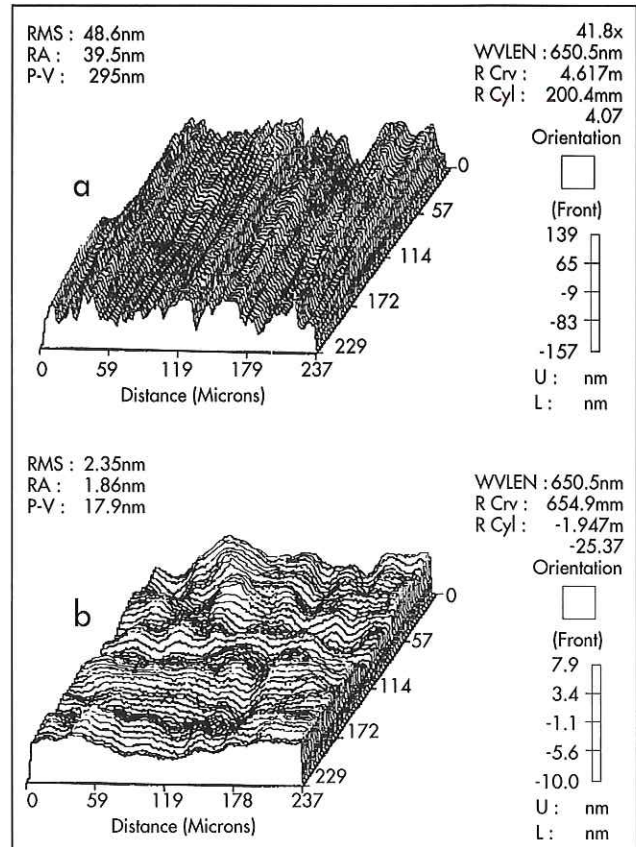 RMS : 48.6nm
RA : 39.5nm
P-V : 295nm
41.8x
WVLEN : 650.5nm
R Crv : 4.617m
R Cyl : 200.4mm
4.07
Orientation
(Front)
139
65
-9
-83
-157
U : nm
L : nm
a
0
57
114
172
229
0 59 119 179 237
Distance (Microns)
RMS : 2.35nm
RA : 1.86nm
P-V : 17.9nm
WVLEN : 650.5nm
R Crv : 654.9mm
R Cyl : -1.947m
-25.37
Orientation
(Front)
7.9
3.4
-1.1
-5.6
-10.0
U : nm
L : nm
b
0
57
114
172
229
0 59 119 178 237
Distance (Microns)